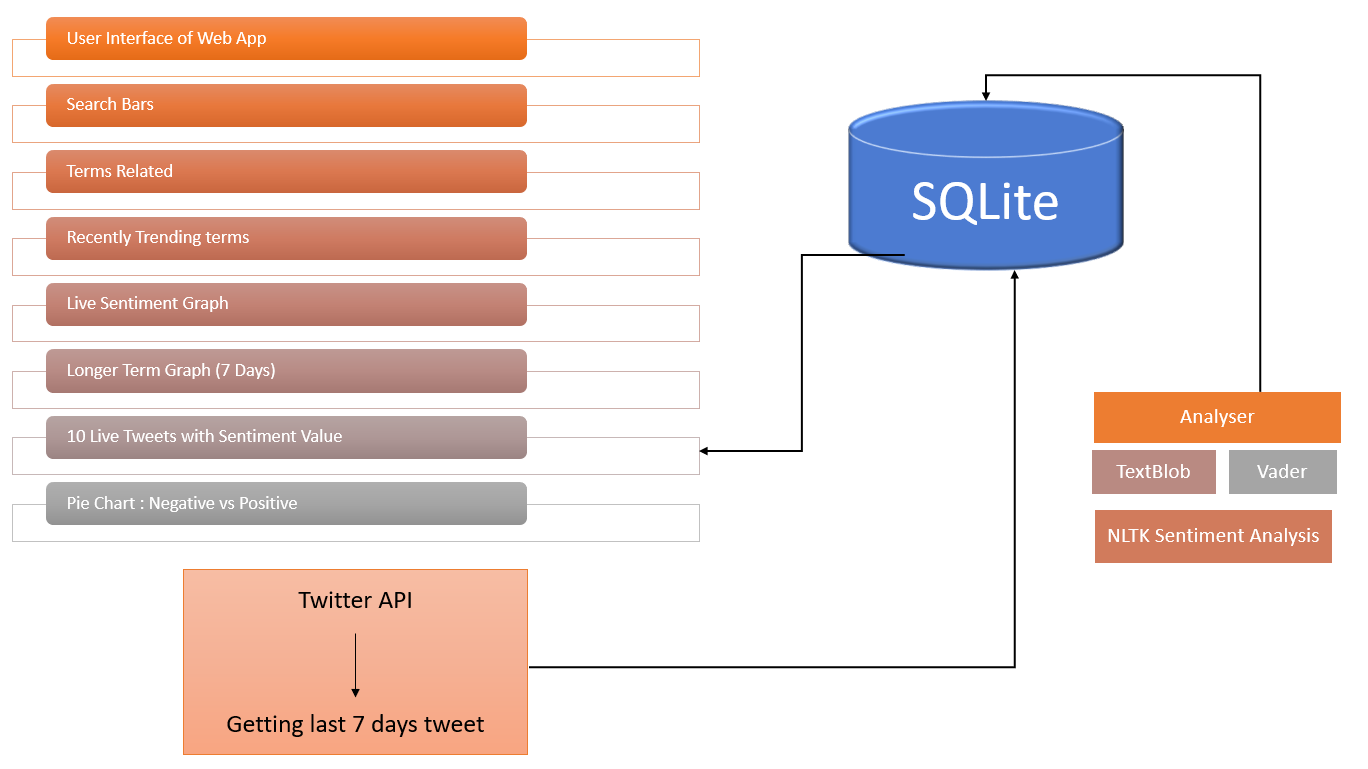 User Interface of Web App
Search Bars
Terms Related
Recently Trending terms
Live Sentiment Graph
Longer Term Graph (7 Days)
10 Live Tweets with Sentiment Value
Pie Chart : Negative vs Positive
Twitter API
Getting last 7 days tweet
SQLite
Analyser
TextBlob
Vader
NLTK Sentiment Analysis